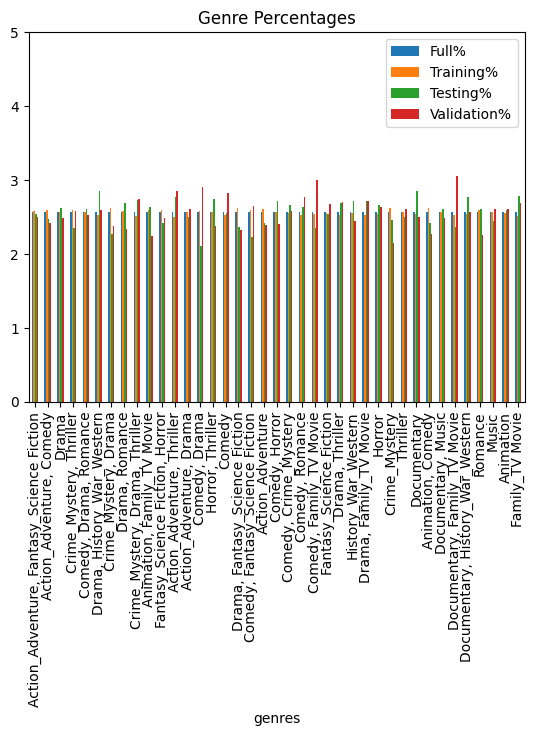 Genre Percentages
5
4
3
2
1
0
Full%
Training%
Testing%
Validation%
Action_Adventure, Fantasy_Science Fiction
Action_Adventure, Comedy
Drama
Crime_Mystery, Thriller
Comedy, Drama, Romance
Drama, History_War_Western
Crime_Mystery, Drama
Drama, Romance
Crime_Mystery, Drama, Thriller
Animation, Family_TV Movie
Fantasy_Science Fiction, Horror
Action_Adventure, Thriller
Action_Adventure, Drama
Comedy, Drama
Horror, Thriller
Comedy
Drama, Fantasy_Science Fiction
Comedy, Fantasy_Science Fiction
Action_Adventure
Comedy, Horror
Comedy, Crime_Mystery
Comedy, Romance
Comedy, Family_TV Movie
Fantasy_Science Fiction
Drama, Thriller
History_War_Western
Drama, Family_TV Movie
Horror
Crime_Mystery
Thriller
Documentary
Animation, Comedy
Documentary, Music
Documentary, Family_TV Movie
Documentary, History_War_Western
Romance
Music
Animation
Family_TV Movie
genres